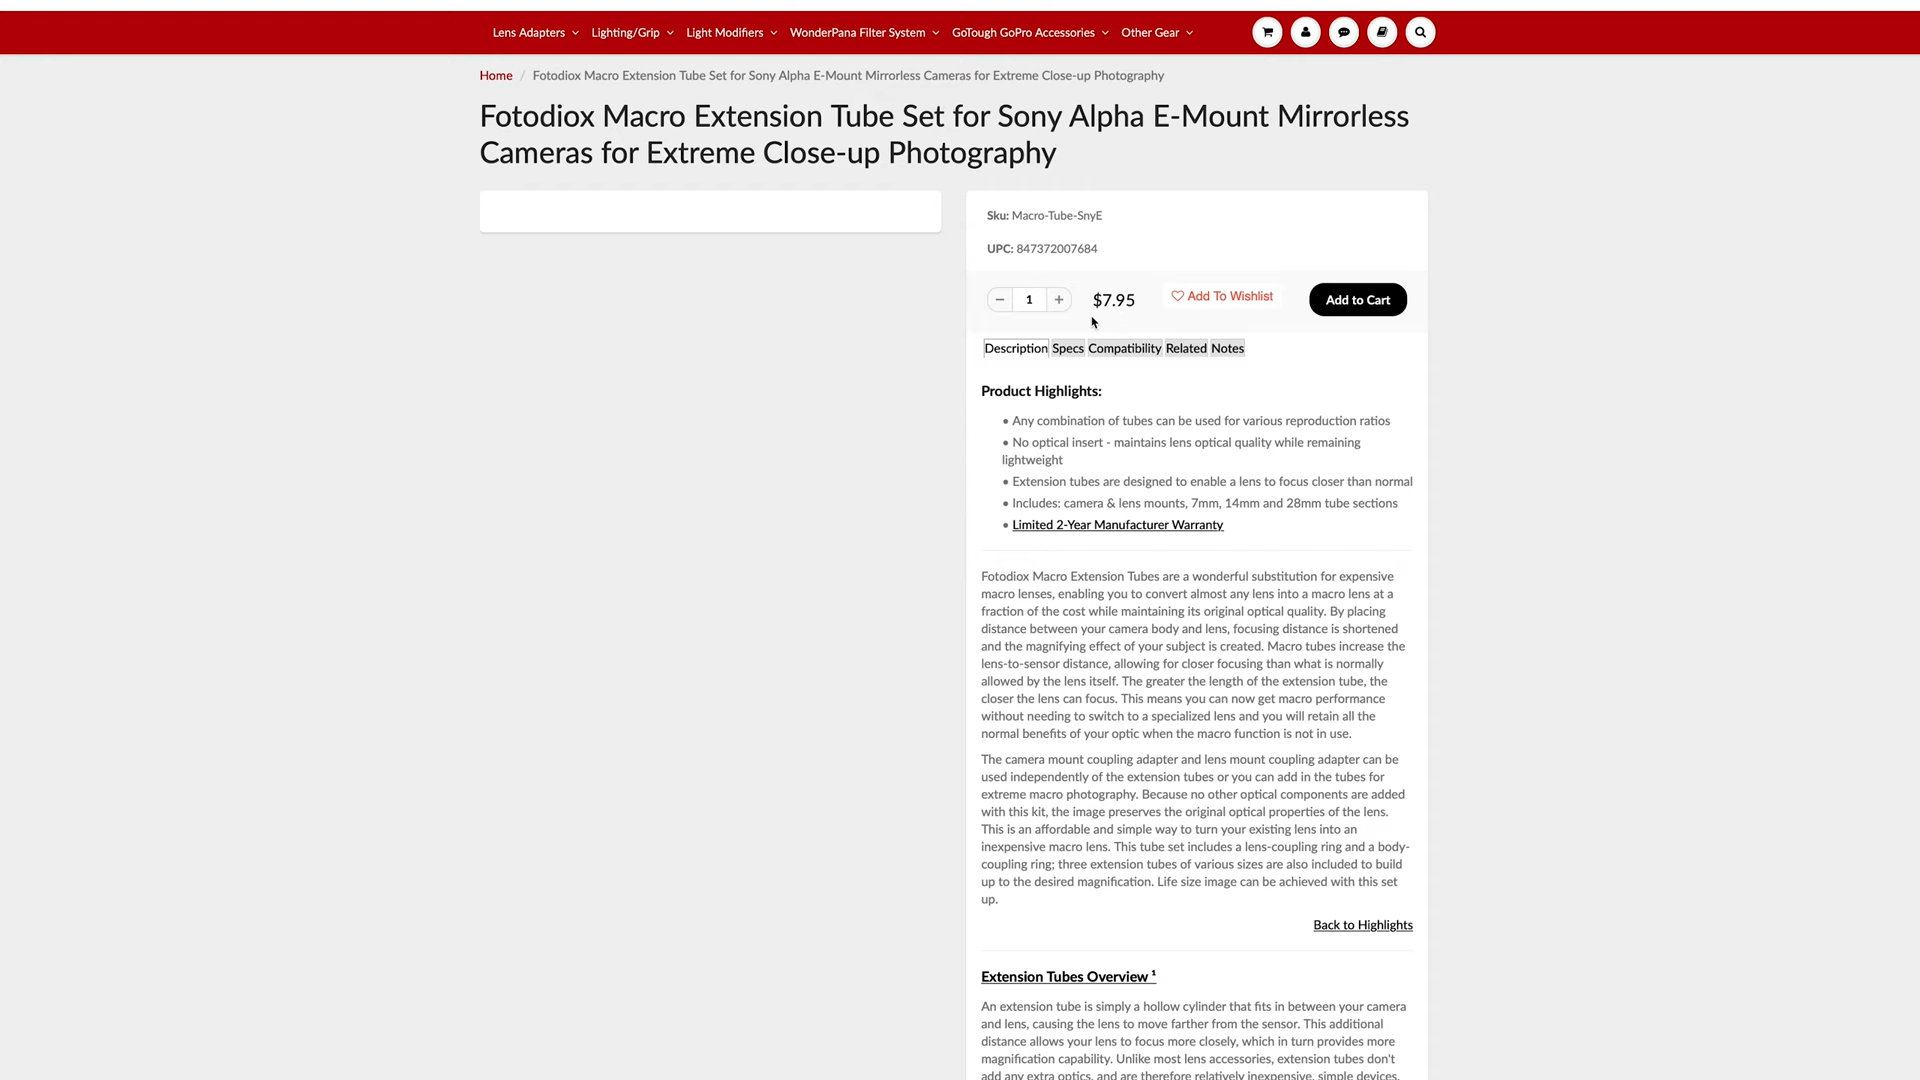 Lens Adapters Lighting/Grip Light Modifiers WonderPana Filter System GoTough GoPro Accessories Other Gear
Home / Fotodiox Macro Extension Tube Set for Sony Alpha E-Mount Mirrorless Cameras for Extreme Close-up Photography
Fotodiox Macro Extension Tube Set for Sony Alpha E-Mount Mirrorless
Cameras for Extreme Close-up Photography
Sku: Macro-Tube-SnyE
UPC: 847372007684
− 1 + $7.95 Add To Wishlist Add to Cart
Description Specs Compatibility Related Notes
Product Highlights:
• Any combination of tubes can be used for various reproduction ratios
• No optical insert - maintains lens optical quality while remaining
lightweight
• Extension tubes are designed to enable a lens to focus closer than normal
• Includes: camera & lens mounts, 7mm, 14mm and 28mm tube sections
• Limited 2-Year Manufacturer Warranty
Fotodiox Macro Extension Tubes are a wonderful substitution for expensive
macro lenses, enabling you to convert almost any lens into a macro lens at a
fraction of the cost while maintaining its original optical quality. By placing
distance between your camera body and lens, focusing distance is shortened
and the magnifying effect of your subject is created. Macro tubes increase the
lens-to-sensor distance, allowing for closer focusing than what is normally
allowed by the lens itself. The greater the length of the extension tube, the
closer the lens can focus. This means you can now get macro performance
without needing to switch to a specialized lens and you will retain all the
normal benefits of your optic when the macro function is not in use.
The camera mount coupling adapter and lens mount coupling adapter can be
used independently of the extension tubes or you can add in the tubes for
extreme macro photography. Because no other optical components are added
with this kit, the image preserves the original optical properties of the lens.
This is an affordable and simple way to turn your existing lens into an
inexpensive macro lens. This tube set includes a lens-coupling ring and a body-
coupling ring; three extension tubes of various sizes are also included to build
up to the desired magnification. Life size image can be achieved with this set
up.
Back to Highlights
Extension Tubes Overview ¹
An extension tube is simply a hollow cylinder that fits in between your camera
and lens, causing the lens to move farther from the sensor. This additional
distance allows your lens to focus more closely, which in turn provides more
magnification capability. Unlike most lens accessories, extension tubes don't
add any extra optics, and are therefore relatively inexpensive, simple devices.